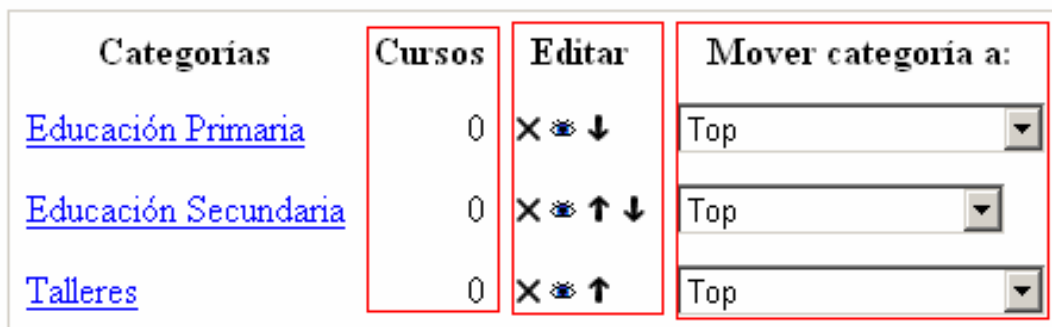 Categorías Cursos Editar Mover categoría a:
Educación Primaria 0 Top
Educación Secundaria 0 Top
Talleres 0 Top